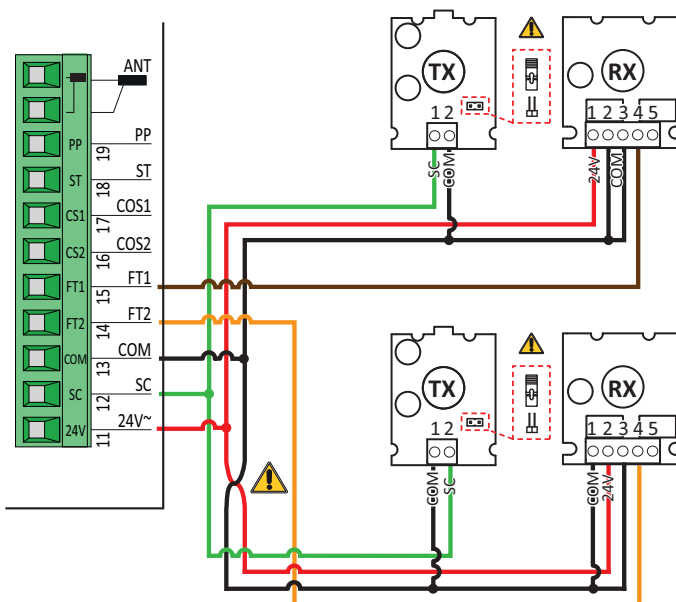 ANT
PP
19
PP
ST
18
ST
CS1
17
COS1
CS2
16
COS2
FT1
15
FT1
FT2
14
FT2
COM
13
COM
SC
12
SC
24V
11
24V~
TX
1 2
SC
COM
RX
1 2 3 4 5
24V
COM
TX
1 2
COM
SC
RX
1 2 3 4 5
COM
24V